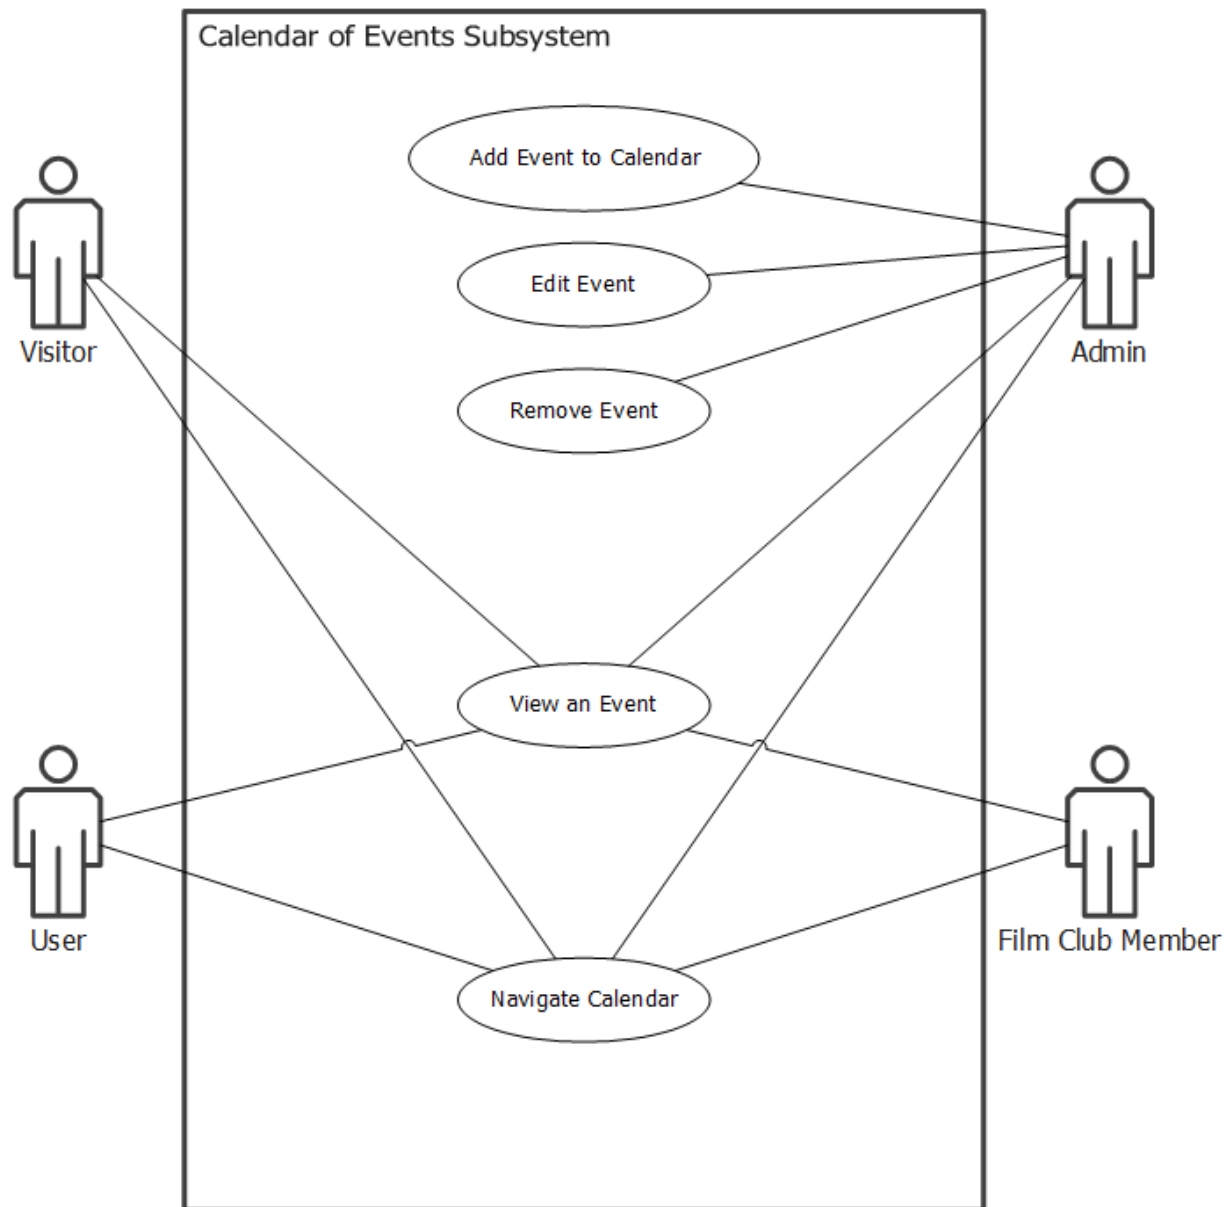 Calendar of Events Subsystem
Add Event to Calendar
Edit Event
Remove Event
Visitor
Admin
View an Event
User
Film Club Member
Navigate Calendar